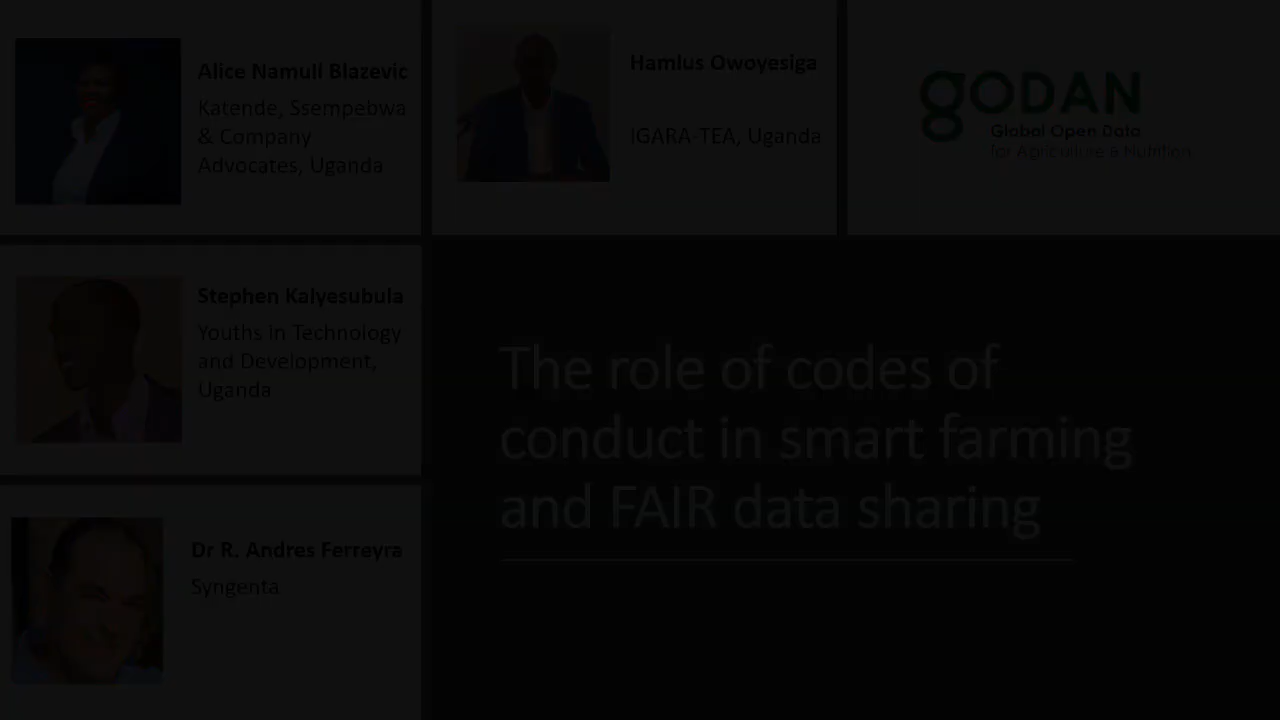 Alice Namuli Blazevic
Katende, Ssempebwa
& Company
Advocates, Uganda
Hamlus Owoyesiga
IGARA-TEA, Uganda
gODAN
Global Open Data
for Agriculture & Nutrition
Stephen Kalyesubula
Youths in Technology
and Development,
Uganda
The role of codes of
conduct in smart farming
and FAIR data sharing
Dr R. Andres Ferreyra
Syngenta